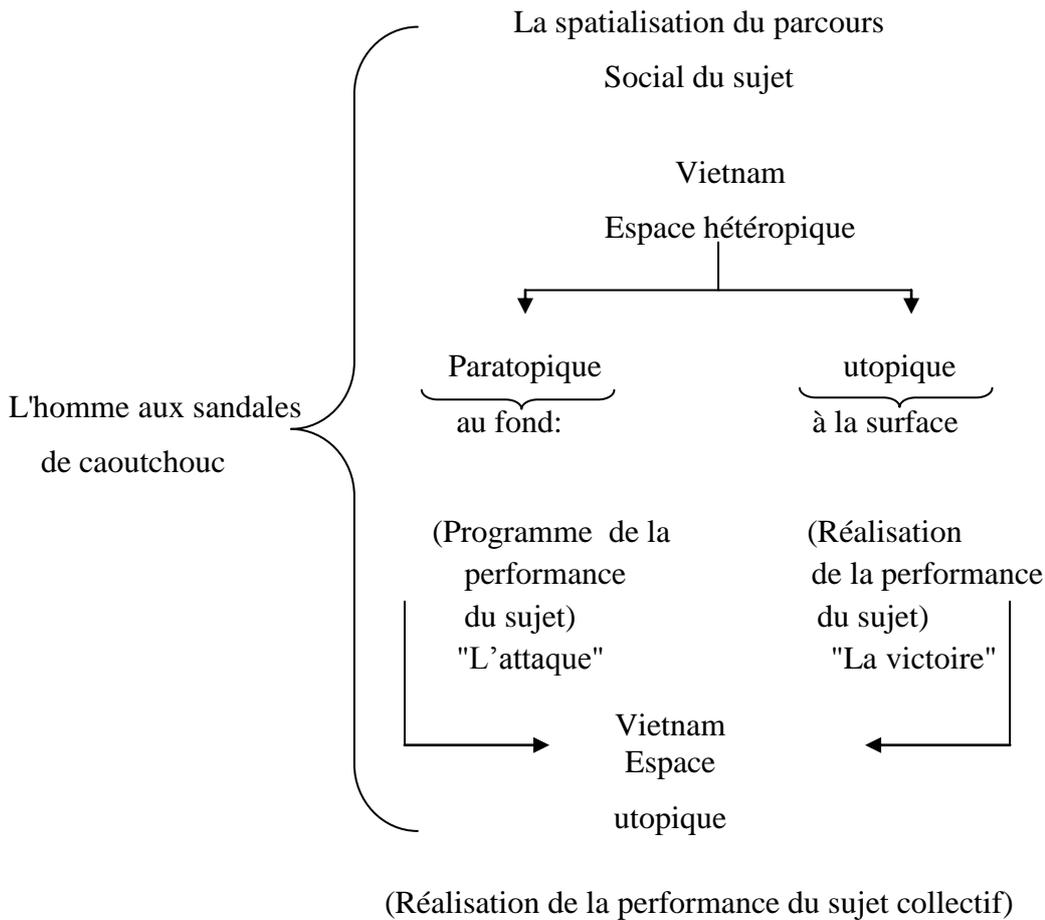 La spatialisation du parcours
Social du sujet
Vietnam
Espace hétéropique
Paratopique
au fond:
utopique
à la surface
L'homme aux sandales
de caoutchouc
(Programme de la
performance
du sujet)
"L'attaque"
(Réalisation
de la performance
du sujet)
"La victoire"
Vietnam
Espace
utopique
(Réalisation de la performance du sujet collectif)